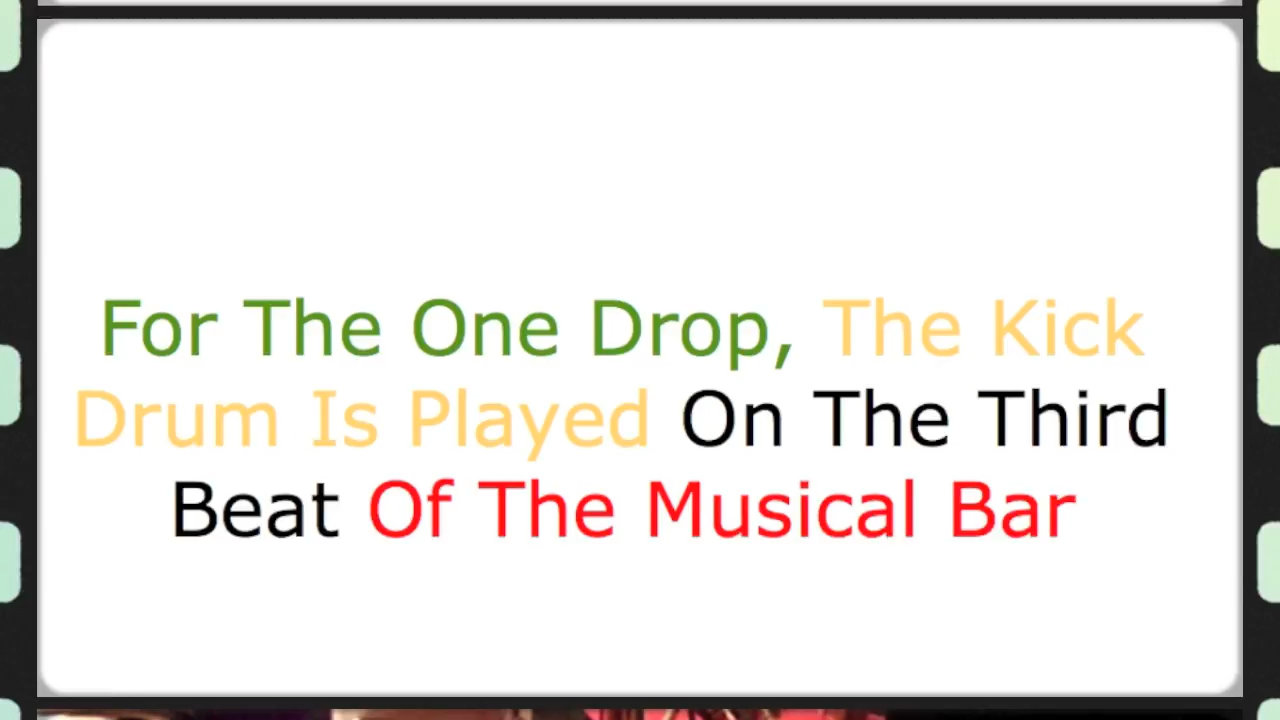 For The One Drop, The Kick
Drum Is Played On The Third
Beat Of The Musical Bar